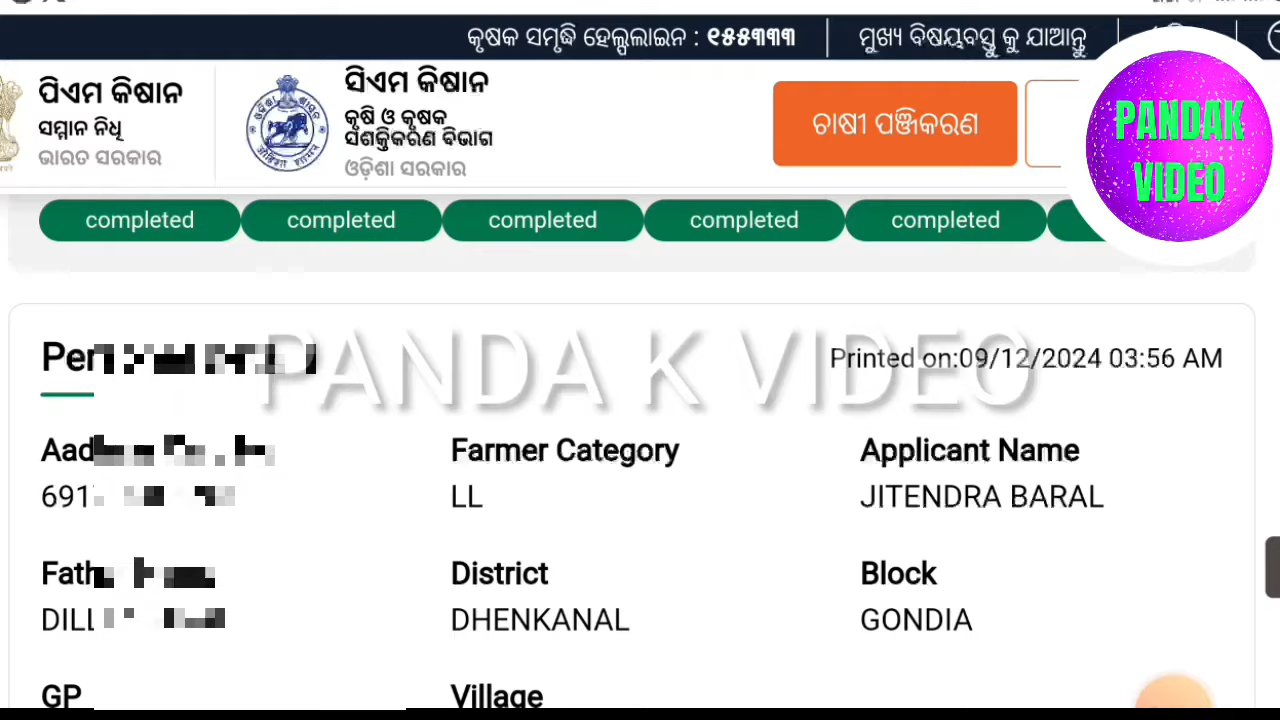 କୃଷକ ସମୃଦ୍ଧି ହେଲ୍ପଲାଇନ : ୧୫୫୩୩୩
ମୁଖ୍ୟ ବିଷୟବସ୍ତୁ କୁ ଯାଆନ୍ତୁ
ପିଏମ କିଷାନ
ସମ୍ମାନ ନିଧି
ଭାରତ ସରକାର
ସିଏମ କିଷାନ
କୃଷି ଓ କୃଷକ
ସଶକ୍ତିକରଣ ବିଭାଗ
ଓଡ଼ିଶା ସରକାର
ଚାଷୀ ପଞ୍ଜିକରଣ
PANDAK
VIDEO
completed completed completed completed completed
PANDA K VIDEO
Printed on:09/12/2024 03:56 AM
Farmer Category Applicant Name
LL JITENDRA BARAL
District Block
DHENKANAL GONDIA
GP Village